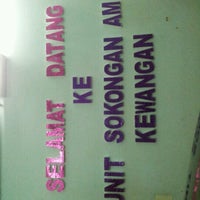 SELAMAT DATANG
KE
UNIT SOKONGAN AM
KEWANGAN